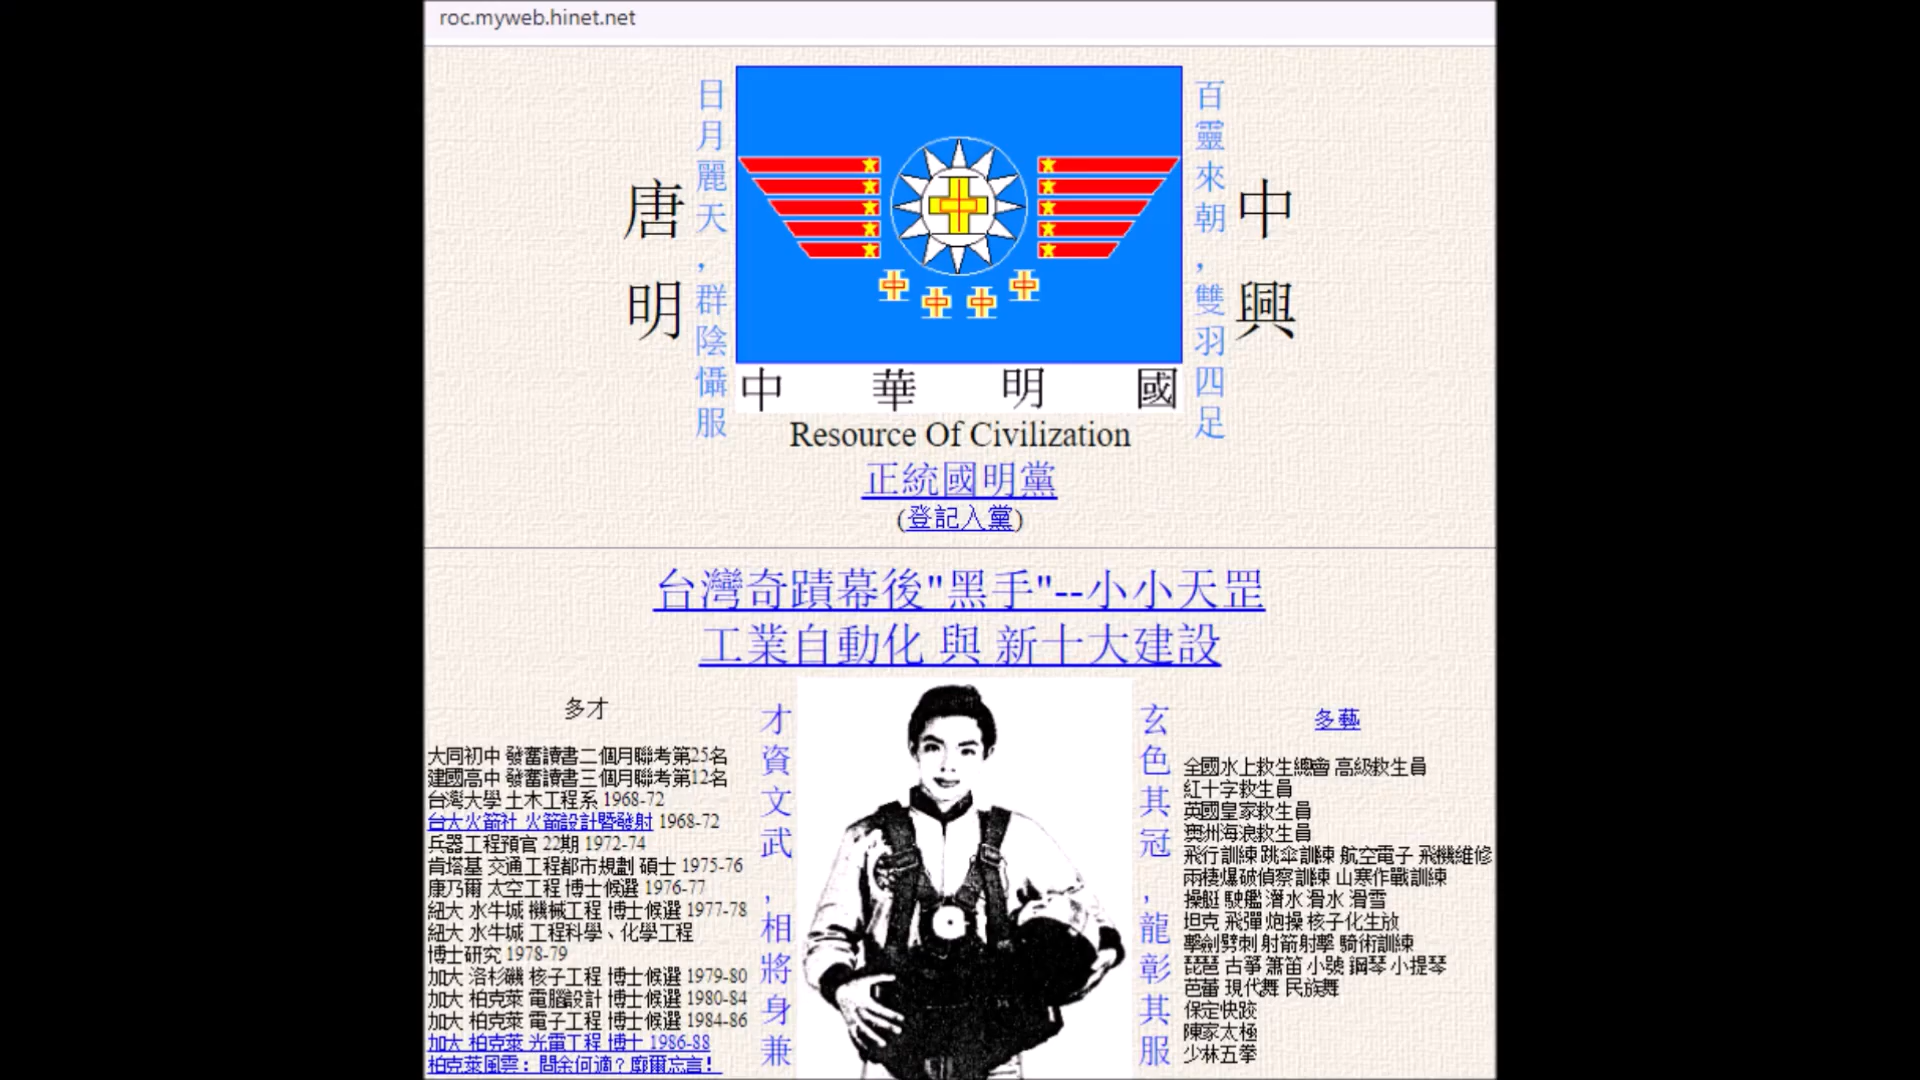 roc.myweb.hinet.net
唐明
日月麗天，群陰懾服
百靈來朝，雙羽四足
中興
中華明國
Resource Of Civilization
正統國明黨
(登記入黨)
台灣奇蹟幕後"黑手"--小小天罡
工業自動化 與 新十大建設
多才
大同初中 發奮讀書二個月聯考第25名
建國高中 發奮讀書三個月聯考第12名
台灣大學 土木工程系 1968-72
台大火箭社 火箭設計暨發射 1968-72
兵器工程預官 22期 1972-74
肯塔基 交通工程都市規劃 碩士 1975-76
康乃爾 太空工程 博士候選 1976-77
紐大 水牛城 機械工程 博士候選 1977-78
紐大 水牛城 工程科學、化學工程
博士研究 1978-79
加大 洛杉磯 核子工程 博士候選 1979-80
加大 柏克萊 電腦設計 博士候選 1980-84
加大 柏克萊 電子工程 博士候選 1984-86
加大 柏克萊 光電工程 博士 1986-88
柏克萊風雲：問余何適？廓爾忘言！
才資文武，相將身兼
玄色其冠，龍彰其服
多藝
全國水上救生總會 高級救生員
紅十字救生員
英國皇家救生員
澳洲海浪救生員
飛行訓練 跳傘訓練 航空電子 飛機維修
兩棲爆破偵察訓練 山寒作戰訓練
操艇 駛艦 潛水 滑水 滑雪
坦克 飛彈 炮操 核子化生放
擊劍劈刺 射箭射擊 騎術訓練
琵琶 古箏 簫笛 小號 鋼琴 小提琴
芭蕾 現代舞 民族舞
保定快跤
陳家太極
少林五拳